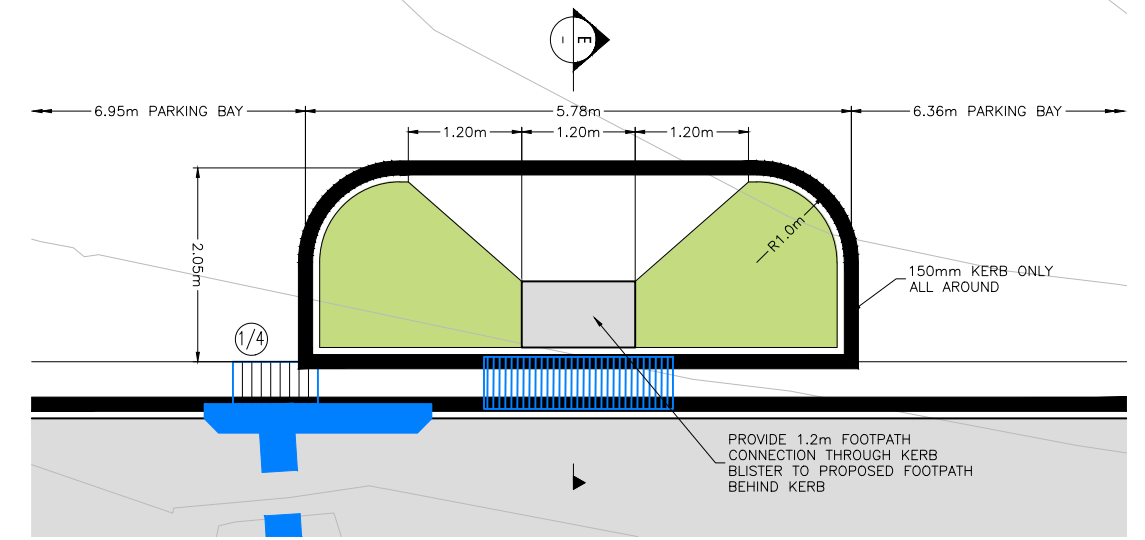 E
6.95m PARKING BAY
5.78m
6.36m PARKING BAY
1.20m
1.20m
1.20m
2.05m
R1.0m
150mm KERB ONLY
ALL AROUND
1/4
PROVIDE 1.2m FOOTPATH
CONNECTION THROUGH KERB
BLISTER TO PROPOSED FOOTPATH
BEHIND KERB